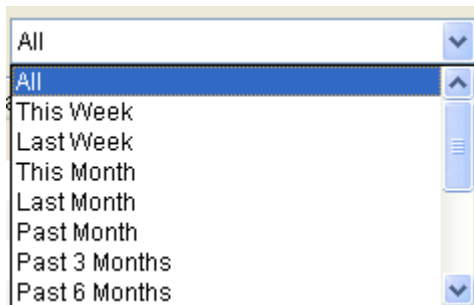 All
All
This Week
Last Week
This Month
Last Month
Past Month
Past 3 Months
Past 6 Months